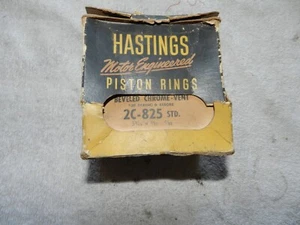 HASTINGS
Motor Engineered
PISTON RINGS
BEVELED CHROME-VENT
2C-825 STD.